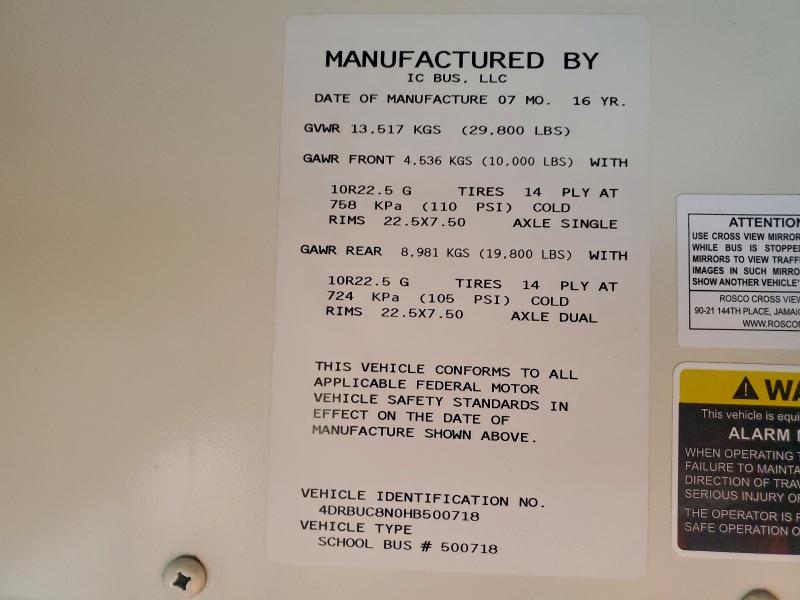 MANUFACTURED BY
IC BUS, LLC
DATE OF MANUFACTURE 07 MO. 16 YR.
GVWR 13,517 KGS (29,800 LBS)
GAWR FRONT 4,536 KGS (10,000 LBS) WITH
10R22.5 G TIRES 14 PLY AT
758 KPa (110 PSI) COLD
RIMS 22.5X7.50 AXLE SINGLE
GAWR REAR 8,981 KGS (19,800 LBS) WITH
10R22.5 G TIRES 14 PLY AT
724 KPa (105 PSI) COLD
RIMS 22.5X7.50 AXLE DUAL
THIS VEHICLE CONFORMS TO ALL
APPLICABLE FEDERAL MOTOR
VEHICLE SAFETY STANDARDS IN
EFFECT ON THE DATE OF
MANUFACTURE SHOWN ABOVE.
VEHICLE IDENTIFICATION NO.
4DRBUC8N0HB500718
VEHICLE TYPE
SCHOOL BUS # 500718
ATTENTION
USE CROSS VIEW MIRROR
WHILE BUS IS STOPPED
MIRRORS TO VIEW TRAFF
IMAGES IN SUCH MIRRO
SHOW ANOTHER VEHICLE'
ROSCO CROSS VIEW
90-21 144TH PLACE, JAMAIC
WWW.ROSCO
WA
This vehicle is equi
ALARM
WHEN OPERATING T
FAILURE TO MAINTA
DIRECTION OF TRAV
SERIOUS INJURY OR
THE OPERATOR IS R
SAFE OPERATION O